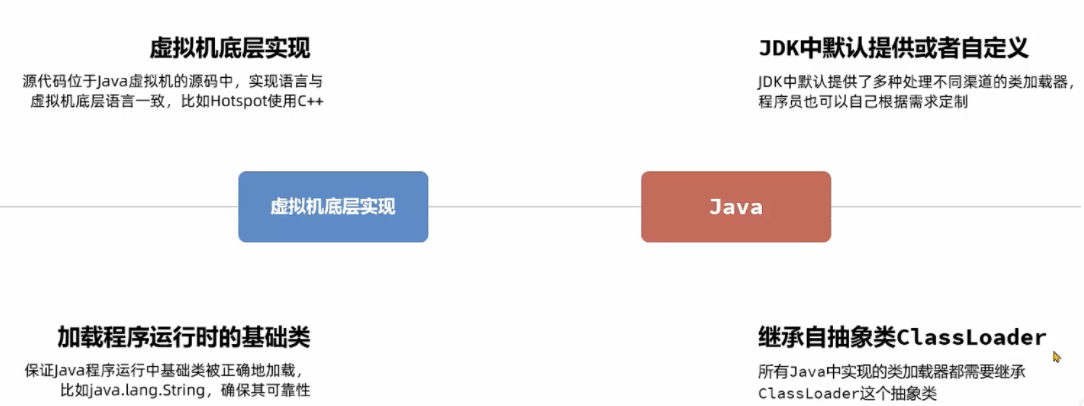 虚拟机底层实现
源代码位于Java虚拟机的源码中，实现语言与
虚拟机底层语言一致，比如Hotspot使用C++
JDK中默认提供或者自定义
JDK中默认提供了多种处理不同渠道的类加载器，
程序员也可以自己根据需求定制
虚拟机底层实现
Java
加载程序运行时的基础类
保证Java程序运行中基础类被正确地加载，
比如java.lang.String，确保其可靠性
继承自抽象类ClassLoader
所有Java中实现的类加载器都需要继承
ClassLoader这个抽象类